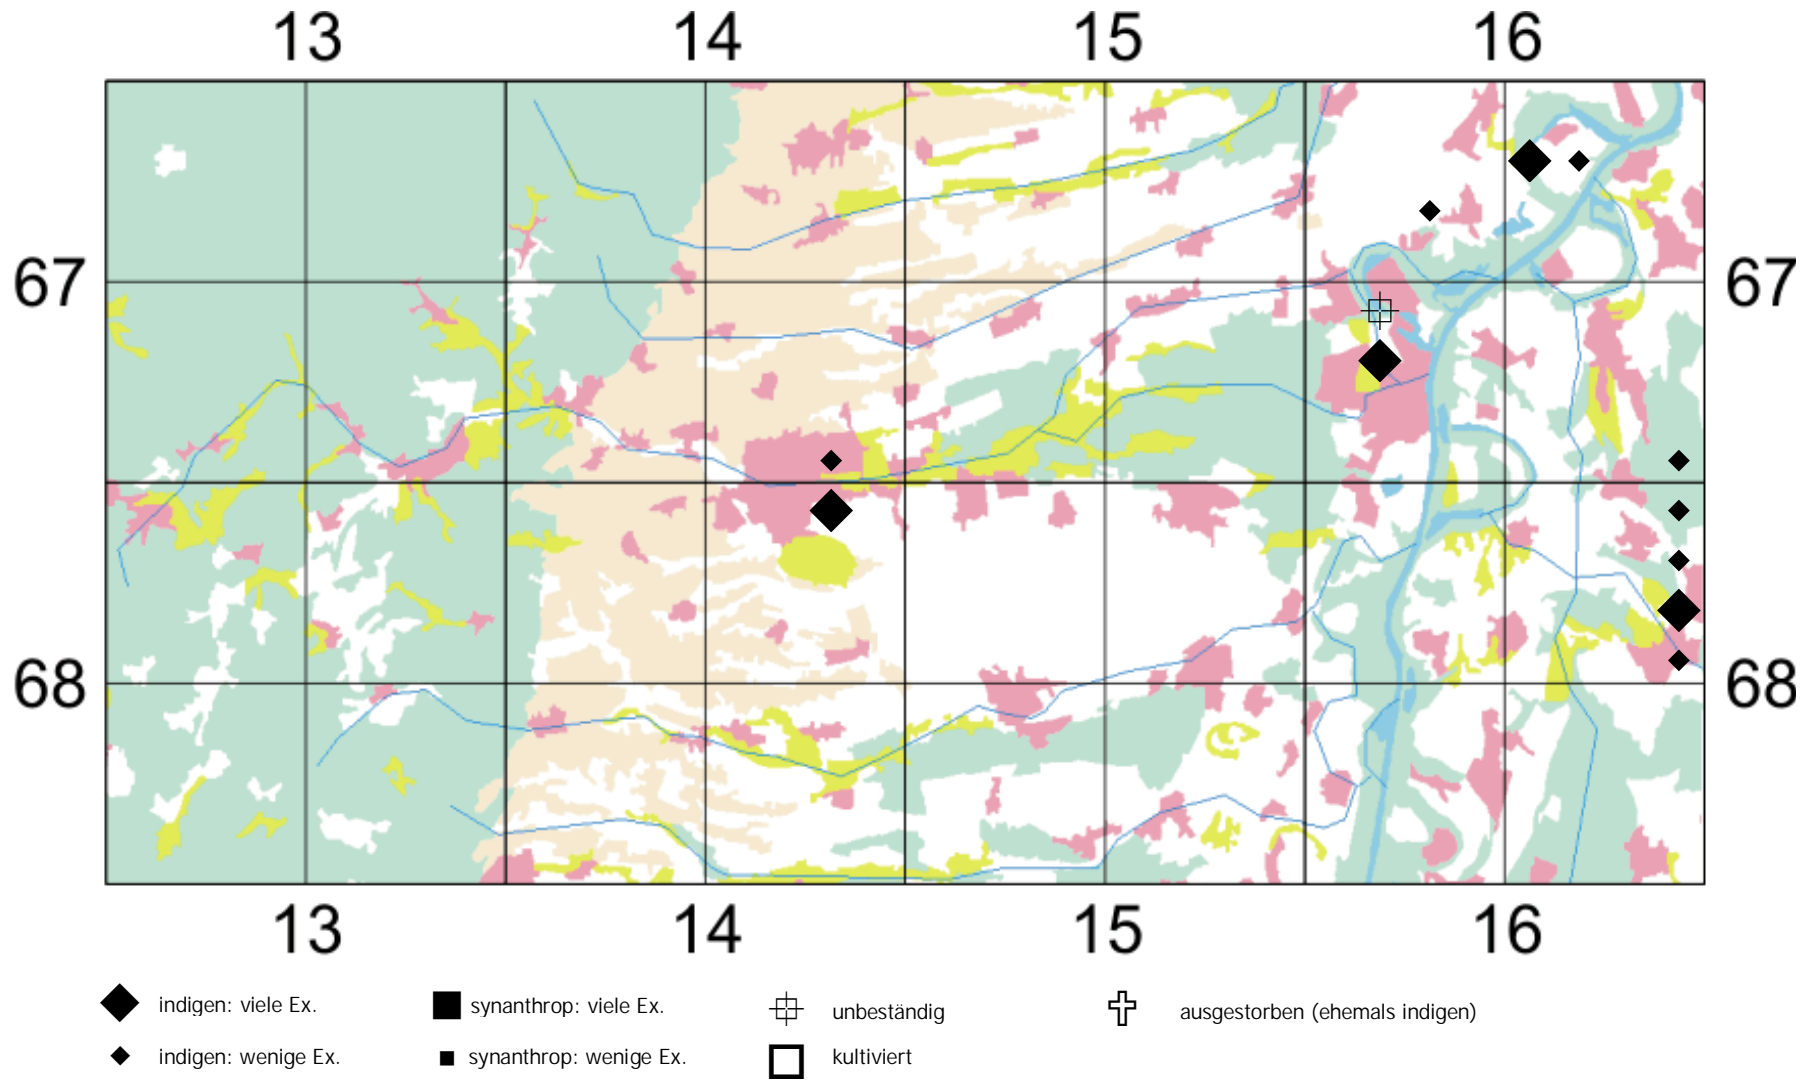 13 14 15 16
67 67
68 68
13 14 15 16
indigen: viele Ex. synanthrop: viele Ex. unbeständig ausgestorben (ehemals indigen)
indigen: wenige Ex. synanthrop: wenige Ex. kultiviert